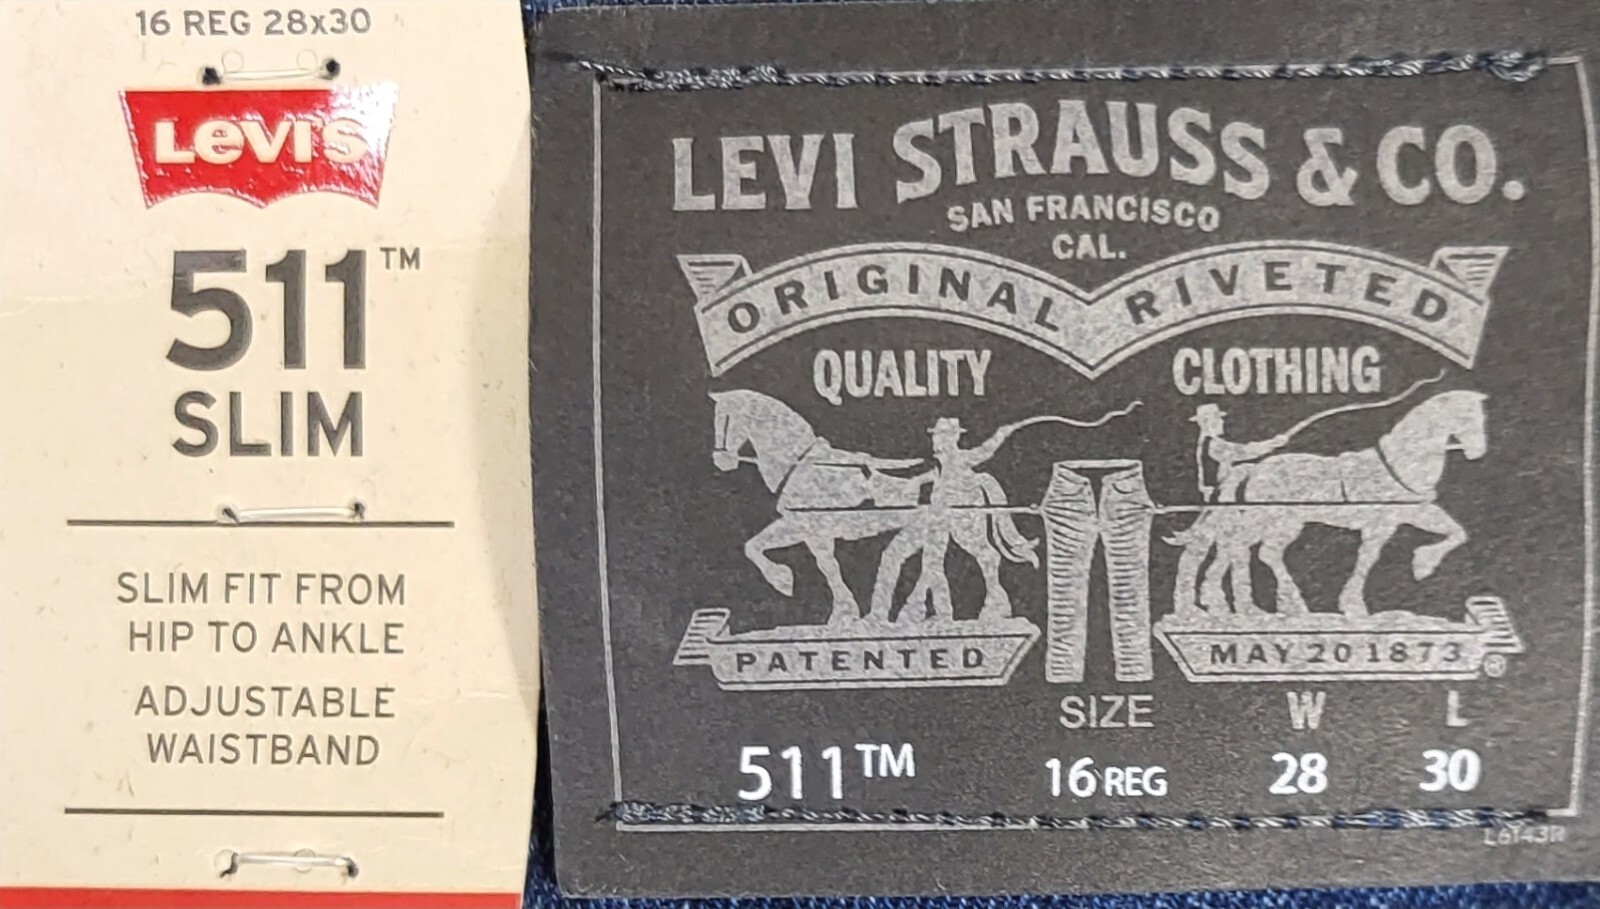 16 REG 28x30
LEVI'S
511™
SLIM
SLIM FIT FROM
HIP TO ANKLE
ADJUSTABLE
WAISTBAND
LEVI STRAUSS & CO.
SAN FRANCISCO
CAL.
ORIGINAL RIVETED
QUALITY CLOTHING
PATENTED MAY 20 1873 ®
SIZE W L
511™ 16 REG 28 30